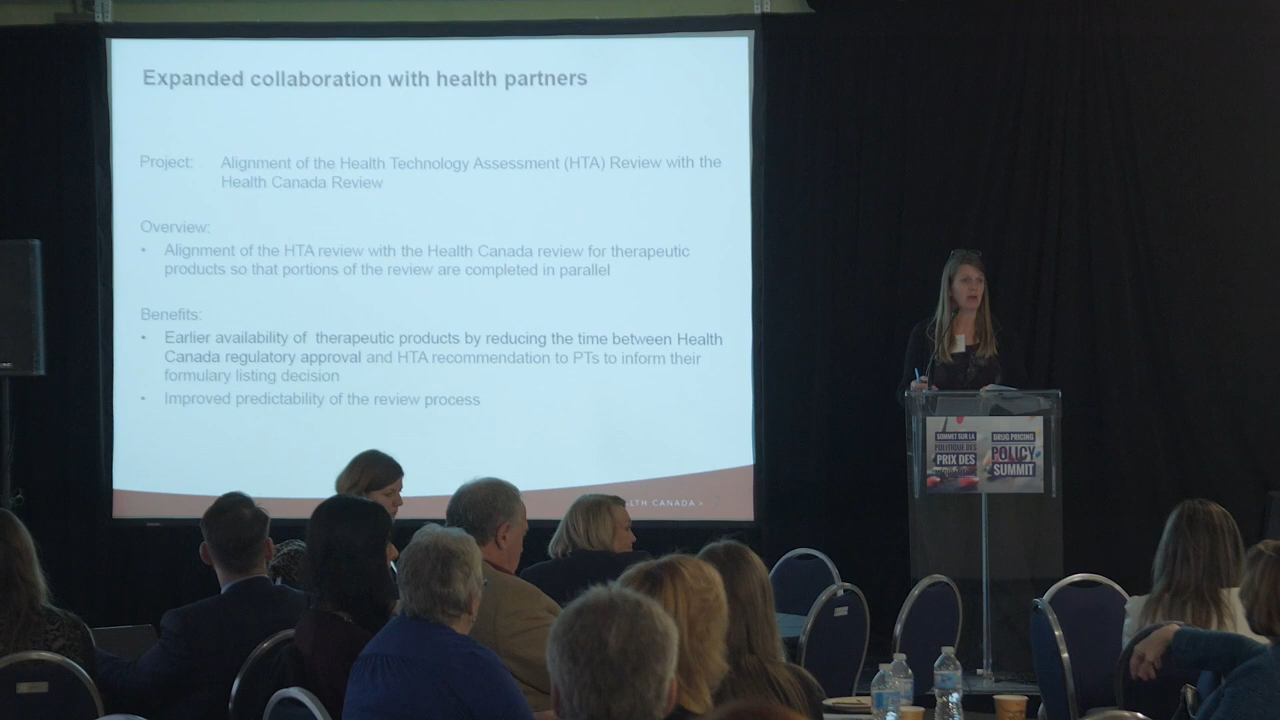 Expanded collaboration with health partners
Project: Alignment of the Health Technology Assessment (HTA) Review with the
Health Canada Review
Overview:
• Alignment of the HTA review with the Health Canada review for therapeutic
products so that portions of the review are completed in parallel
Benefits:
• Earlier availability of therapeutic products by reducing the time between Health
Canada regulatory approval and HTA recommendation to PTs to inform their
formulary listing decision
• Improved predictability of the review process
LTH CANADA >
SOMMET SUR LA
POLITIQUE DES
PRIX DES
DRUG PRICING
POLICY
SUMMIT